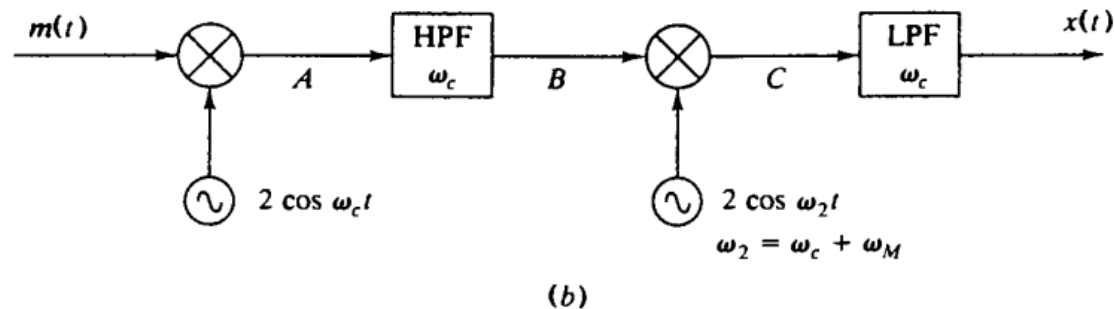 m(t)
HPF
ω_c
LPF
ω_c
x(t)
A
B
C
2 cos ω_c t
2 cos ω_2 t
ω_2 = ω_c + ω_M
(b)